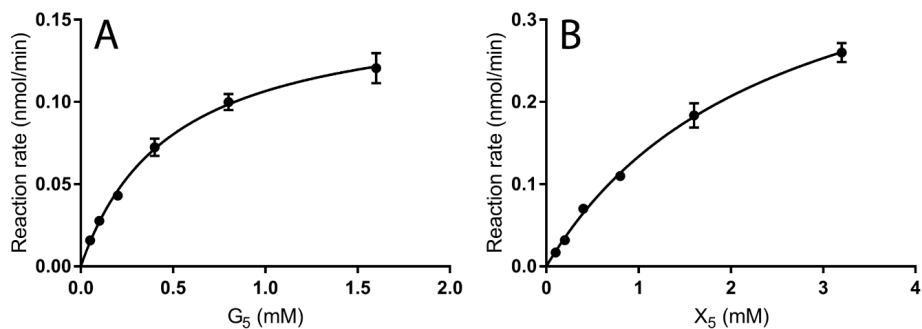 A
Reaction rate (nmol/min)
0.15
0.10
0.05
0.00
0.0 0.5 1.0 1.5 2.0
G₅ (mM)
B
Reaction rate (nmol/min)
0.3
0.2
0.1
0.0
0 1 2 3 4
X₅ (mM)